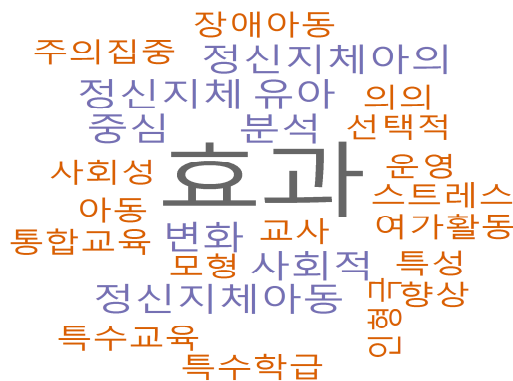 장애아동
주의집중 정신지체아의
정신지체 유아 의의
중심 분석 선택적
효과
사회성 운영
스트레스
아동 여가활동
통합교육 변화 교사
모형 사회적 특성
정신지체아동 향상
인형극
특수교육
특수학급